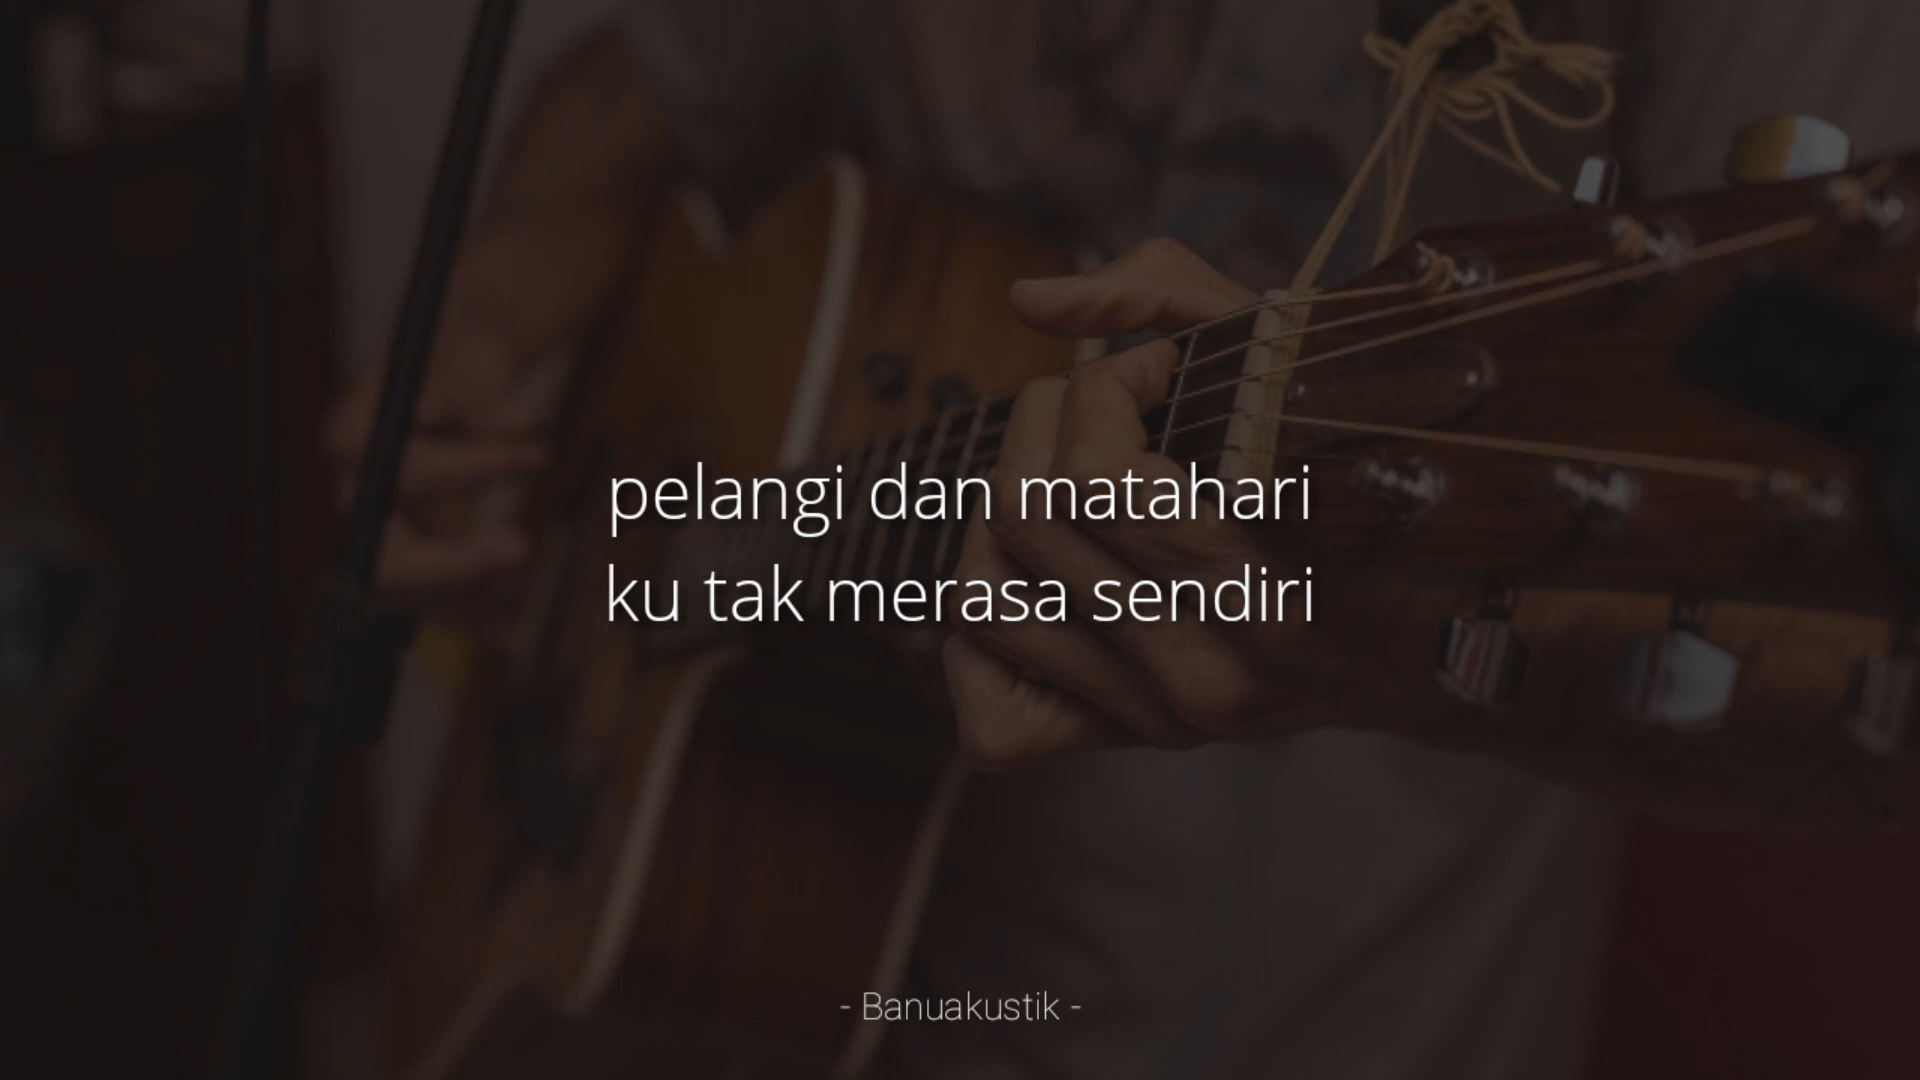 pelangi dan matahari
ku tak merasa sendiri
- Banuakustik -